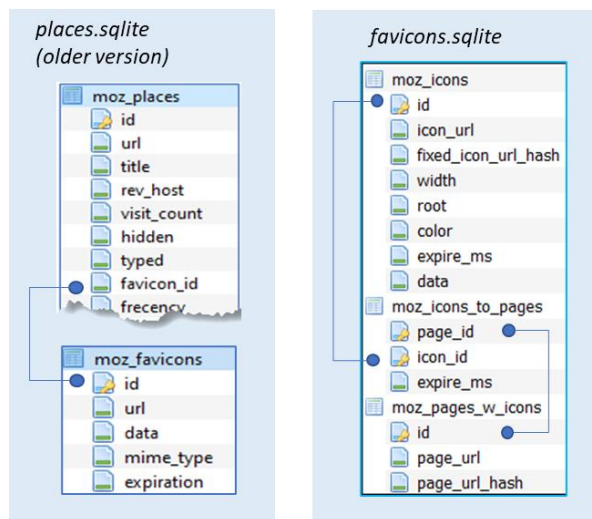 places.sqlite
(older version)
moz_places
id
url
title
rev_host
visit_count
hidden
typed
favicon_id
frecency
moz_favicons
id
url
data
mime_type
expiration
favicons.sqlite
moz_icons
id
icon_url
fixed_icon_url_hash
width
root
color
expire_ms
data
moz_icons_to_pages
page_id
icon_id
expire_ms
moz_pages_w_icons
id
page_url
page_url_hash